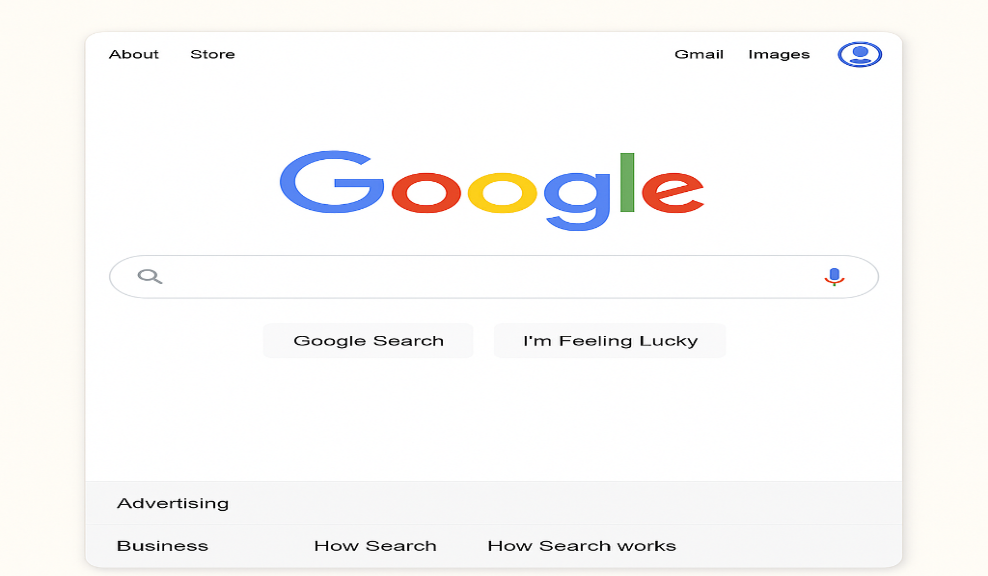 About Store Gmail Images
Google
Google Search I'm Feeling Lucky
Advertising
Business How Search How Search works